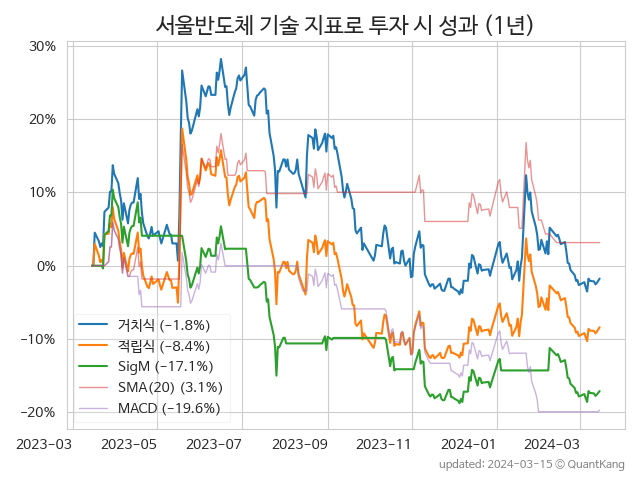 서울반도체 기술 지표로 투자 시 성과 (1년)
30%
20%
10%
0%
−10%
−20%
거치식 (−1.8%)
적립식 (−8.4%)
SigM (−17.1%)
SMA(20) (3.1%)
MACD (−19.6%)
2023−03 2023−05 2023−07 2023−09 2023−11 2024−01 2024−03
updated: 2024−03−15 © QuantKang